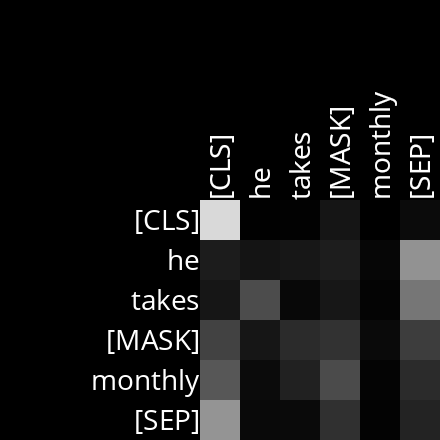 [CLS]
he
takes
[MASK]
monthly
[SEP]
[CLS]
he
takes
[MASK]
monthly
[SEP]